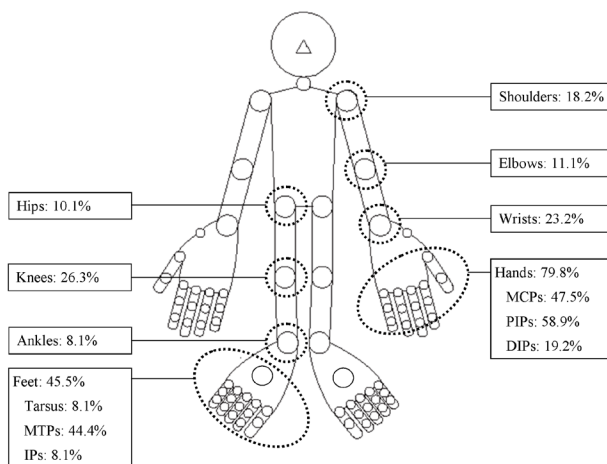 Shoulders: 18.2%
Elbows: 11.1%
Hips: 10.1%
Wrists: 23.2%
Knees: 26.3%
Hands: 79.8%
MCPs: 47.5%
PIPs: 58.9%
DIPs: 19.2%
Ankles: 8.1%
Feet: 45.5%
Tarsus: 8.1%
MTPs: 44.4%
IPs: 8.1%